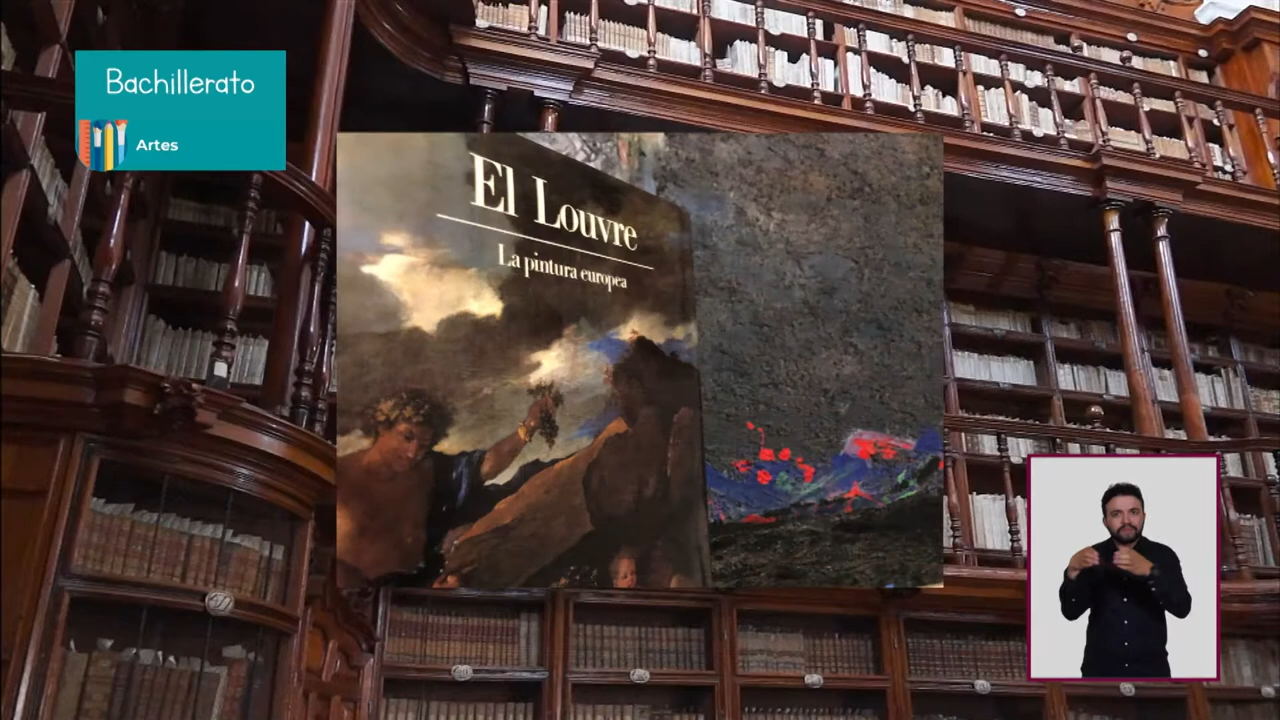 Bachillerato
Artes
El Louvre
La pintura europea